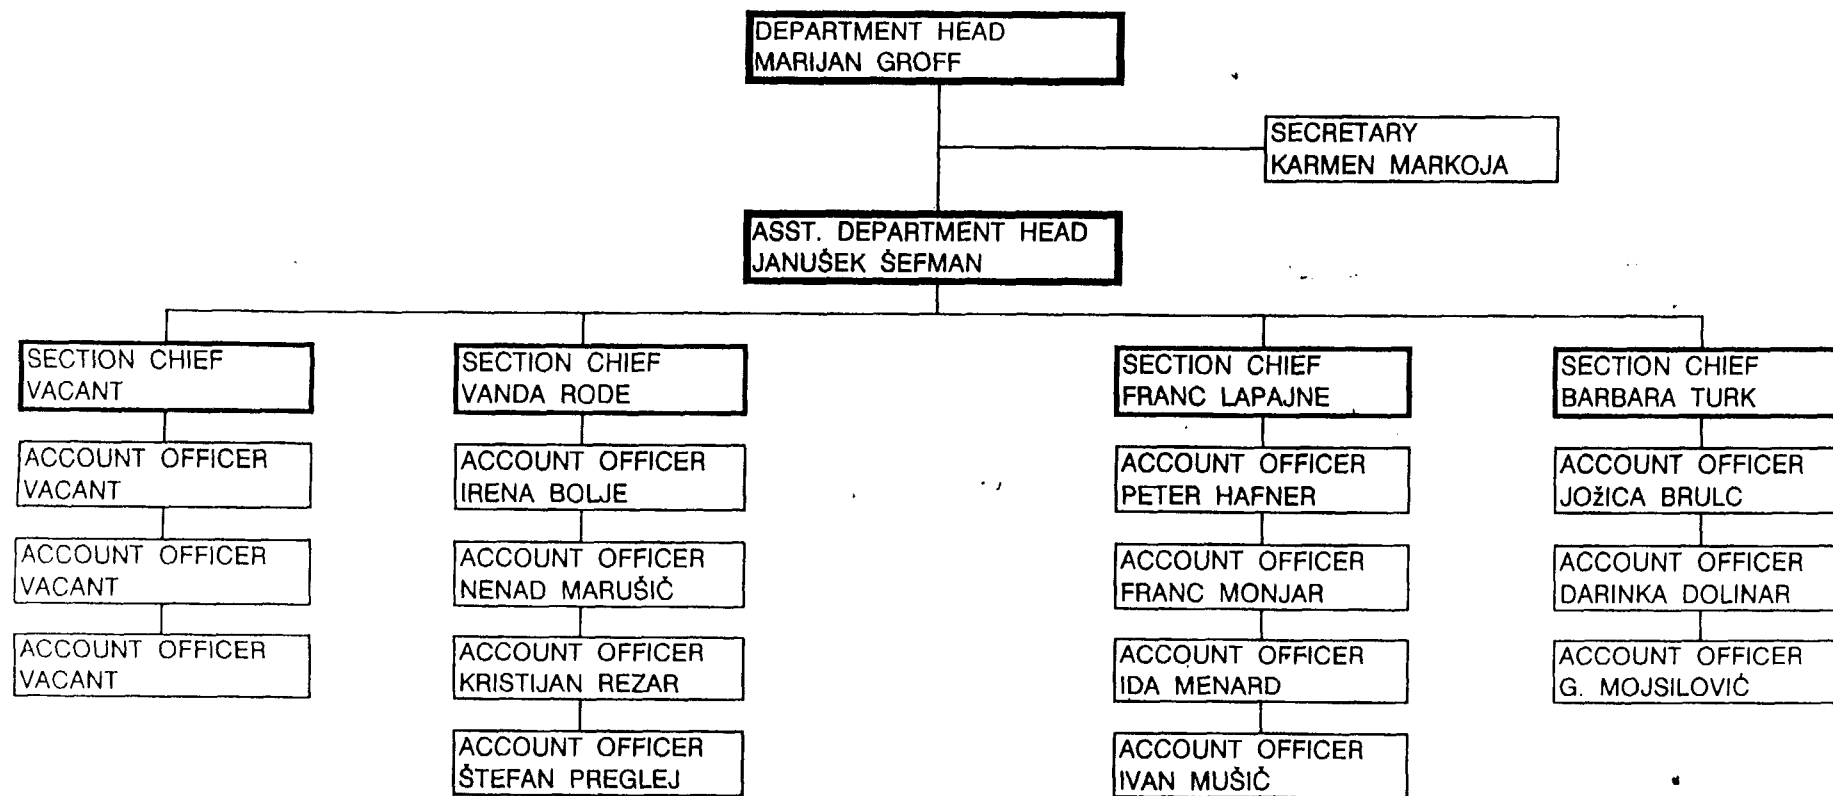 DEPARTMENT HEAD
MARIJAN GROFF
SECRETARY
KARMEN MARKOJA
ASST. DEPARTMENT HEAD
JANUŠEK ŠEFMAN
SECTION CHIEF
VACANT
ACCOUNT OFFICER
VACANT
ACCOUNT OFFICER
VACANT
ACCOUNT OFFICER
VACANT
SECTION CHIEF
VANDA RODE
ACCOUNT OFFICER
IRENA BOLJE
ACCOUNT OFFICER
NENAD MARUŠIČ
ACCOUNT OFFICER
KRISTIJAN REZAR
ACCOUNT OFFICER
ŠTEFAN PREGLEJ
SECTION CHIEF
FRANC LAPAJNE
ACCOUNT OFFICER
PETER HAFNER
ACCOUNT OFFICER
FRANC MONJAR
ACCOUNT OFFICER
IDA MENARD
ACCOUNT OFFICER
IVAN MUŠIČ
SECTION CHIEF
BARBARA TURK
ACCOUNT OFFICER
JOžICA BRULC
ACCOUNT OFFICER
DARINKA DOLINAR
ACCOUNT OFFICER
G. MOJSILOVIĆ